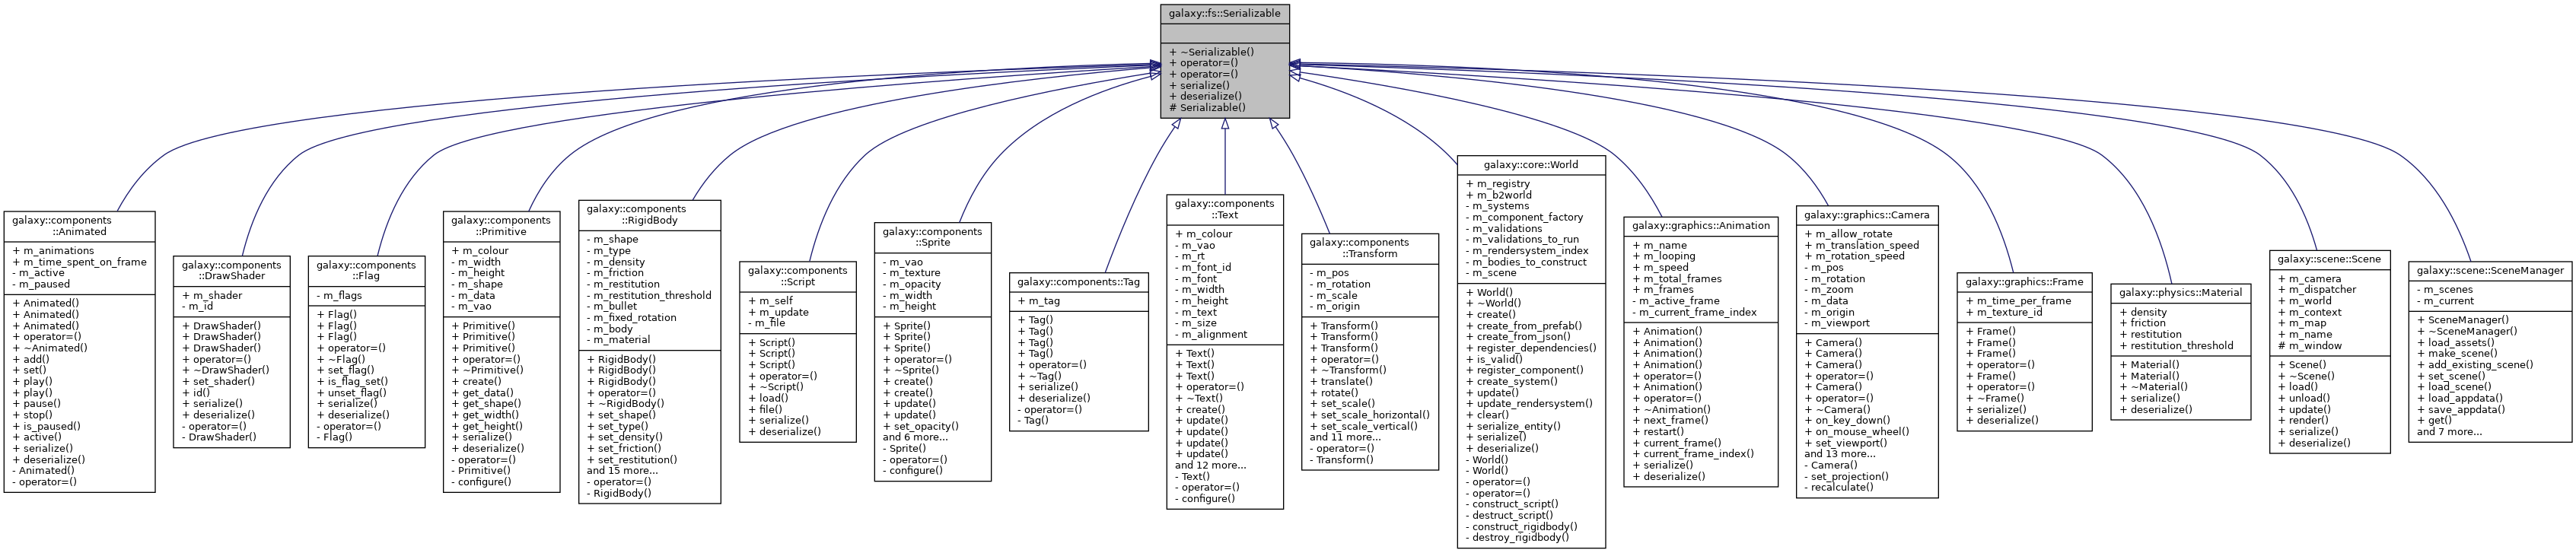 galaxy::fs::Serializable
+ ~Serializable()
+ operator=()
+ operator=()
+ serialize()
+ deserialize()
# Serializable()
galaxy::components
::Animated
+ m_animations
+ m_time_spent_on_frame
- m_active
- m_paused
+ Animated()
+ Animated()
+ Animated()
+ operator=()
+ ~Animated()
+ add()
+ set()
+ play()
+ play()
+ pause()
+ stop()
+ is_paused()
+ active()
+ serialize()
+ deserialize()
- Animated()
- operator=()
galaxy::components
::DrawShader
+ m_shader
- m_id
+ DrawShader()
+ DrawShader()
+ DrawShader()
+ operator=()
+ ~DrawShader()
+ set_shader()
+ id()
+ serialize()
+ deserialize()
- operator=()
- DrawShader()
galaxy::components
::Flag
- m_flags
+ Flag()
+ Flag()
+ Flag()
+ operator=()
+ ~Flag()
+ set_flag()
+ is_flag_set()
+ unset_flag()
+ serialize()
+ deserialize()
- operator=()
- Flag()
galaxy::components
::Primitive
+ m_colour
- m_width
- m_height
- m_shape
- m_data
- m_vao
+ Primitive()
+ Primitive()
+ Primitive()
+ operator=()
+ ~Primitive()
+ create()
+ get_data()
+ get_shape()
+ get_width()
+ get_height()
+ serialize()
+ deserialize()
- operator=()
- Primitive()
- configure()
galaxy::components
::RigidBody
- m_shape
- m_type
- m_density
- m_friction
- m_restitution
- m_restitution_threshold
- m_bullet
- m_fixed_rotation
- m_body
- m_material
+ RigidBody()
+ RigidBody()
+ RigidBody()
+ operator=()
+ ~RigidBody()
+ set_shape()
+ set_type()
+ set_density()
+ set_friction()
+ set_restitution()
and 15 more...
- operator=()
- RigidBody()
galaxy::components
::Script
+ m_self
+ m_update
- m_file
+ Script()
+ Script()
+ Script()
+ operator=()
+ ~Script()
+ load()
+ file()
+ serialize()
+ deserialize()
galaxy::components
::Sprite
- m_vao
- m_texture
- m_opacity
- m_width
- m_height
+ Sprite()
+ Sprite()
+ Sprite()
+ operator=()
+ ~Sprite()
+ create()
+ create()
+ update()
+ update()
+ set_opacity()
and 6 more...
- Sprite()
- operator=()
- configure()
galaxy::components::Tag
+ m_tag
+ Tag()
+ Tag()
+ Tag()
+ Tag()
+ operator=()
+ ~Tag()
+ serialize()
+ deserialize()
- operator=()
- Tag()
galaxy::components
::Text
+ m_colour
- m_vao
- m_rt
- m_font_id
- m_font
- m_width
- m_height
- m_text
- m_size
- m_alignment
+ Text()
+ Text()
+ Text()
+ operator=()
+ ~Text()
+ create()
+ update()
+ update()
+ update()
+ update()
and 12 more...
- Text()
- operator=()
- configure()
galaxy::components
::Transform
- m_pos
- m_rotation
- m_scale
- m_origin
+ Transform()
+ Transform()
+ Transform()
+ operator=()
+ ~Transform()
+ translate()
+ rotate()
+ set_scale()
+ set_scale_horizontal()
+ set_scale_vertical()
and 11 more...
- operator=()
- Transform()
galaxy::core::World
+ m_registry
+ m_b2world
- m_systems
- m_component_factory
- m_validations
- m_validations_to_run
- m_rendersystem_index
- m_bodies_to_construct
- m_scene
+ World()
+ ~World()
+ create()
+ create_from_prefab()
+ create_from_json()
+ register_dependencies()
+ is_valid()
+ register_component()
+ create_system()
+ update()
+ update_rendersystem()
+ clear()
+ serialize_entity()
+ serialize()
+ deserialize()
- World()
- World()
- operator=()
- operator=()
- construct_script()
- destruct_script()
- construct_rigidbody()
- destroy_rigidbody()
galaxy::graphics::Animation
+ m_name
+ m_looping
+ m_speed
+ m_total_frames
+ m_frames
- m_active_frame
- m_current_frame_index
+ Animation()
+ Animation()
+ Animation()
+ Animation()
+ operator=()
+ Animation()
+ operator=()
+ ~Animation()
+ next_frame()
+ restart()
+ current_frame()
+ current_frame_index()
+ serialize()
+ deserialize()
galaxy::graphics::Camera
+ m_allow_rotate
+ m_translation_speed
+ m_rotation_speed
- m_pos
- m_rotation
- m_zoom
- m_data
- m_origin
- m_viewport
+ Camera()
+ Camera()
+ Camera()
+ operator=()
+ Camera()
+ operator=()
+ ~Camera()
+ on_key_down()
+ on_mouse_wheel()
+ set_viewport()
and 13 more...
- Camera()
- set_projection()
- recalculate()
galaxy::graphics::Frame
+ m_time_per_frame
+ m_texture_id
+ Frame()
+ Frame()
+ Frame()
+ operator=()
+ Frame()
+ operator=()
+ ~Frame()
+ serialize()
+ deserialize()
galaxy::physics::Material
+ density
+ friction
+ restitution
+ restitution_threshold
+ Material()
+ Material()
+ ~Material()
+ serialize()
+ deserialize()
galaxy::scene::Scene
+ m_camera
+ m_dispatcher
+ m_world
+ m_context
+ m_map
+ m_name
# m_window
+ Scene()
+ ~Scene()
+ load()
+ unload()
+ update()
+ render()
+ serialize()
+ deserialize()
galaxy::scene::SceneManager
- m_scenes
- m_current
+ SceneManager()
+ ~SceneManager()
+ load_assets()
+ make_scene()
+ add_existing_scene()
+ set_scene()
+ load_scene()
+ load_appdata()
+ save_appdata()
+ get()
and 7 more...